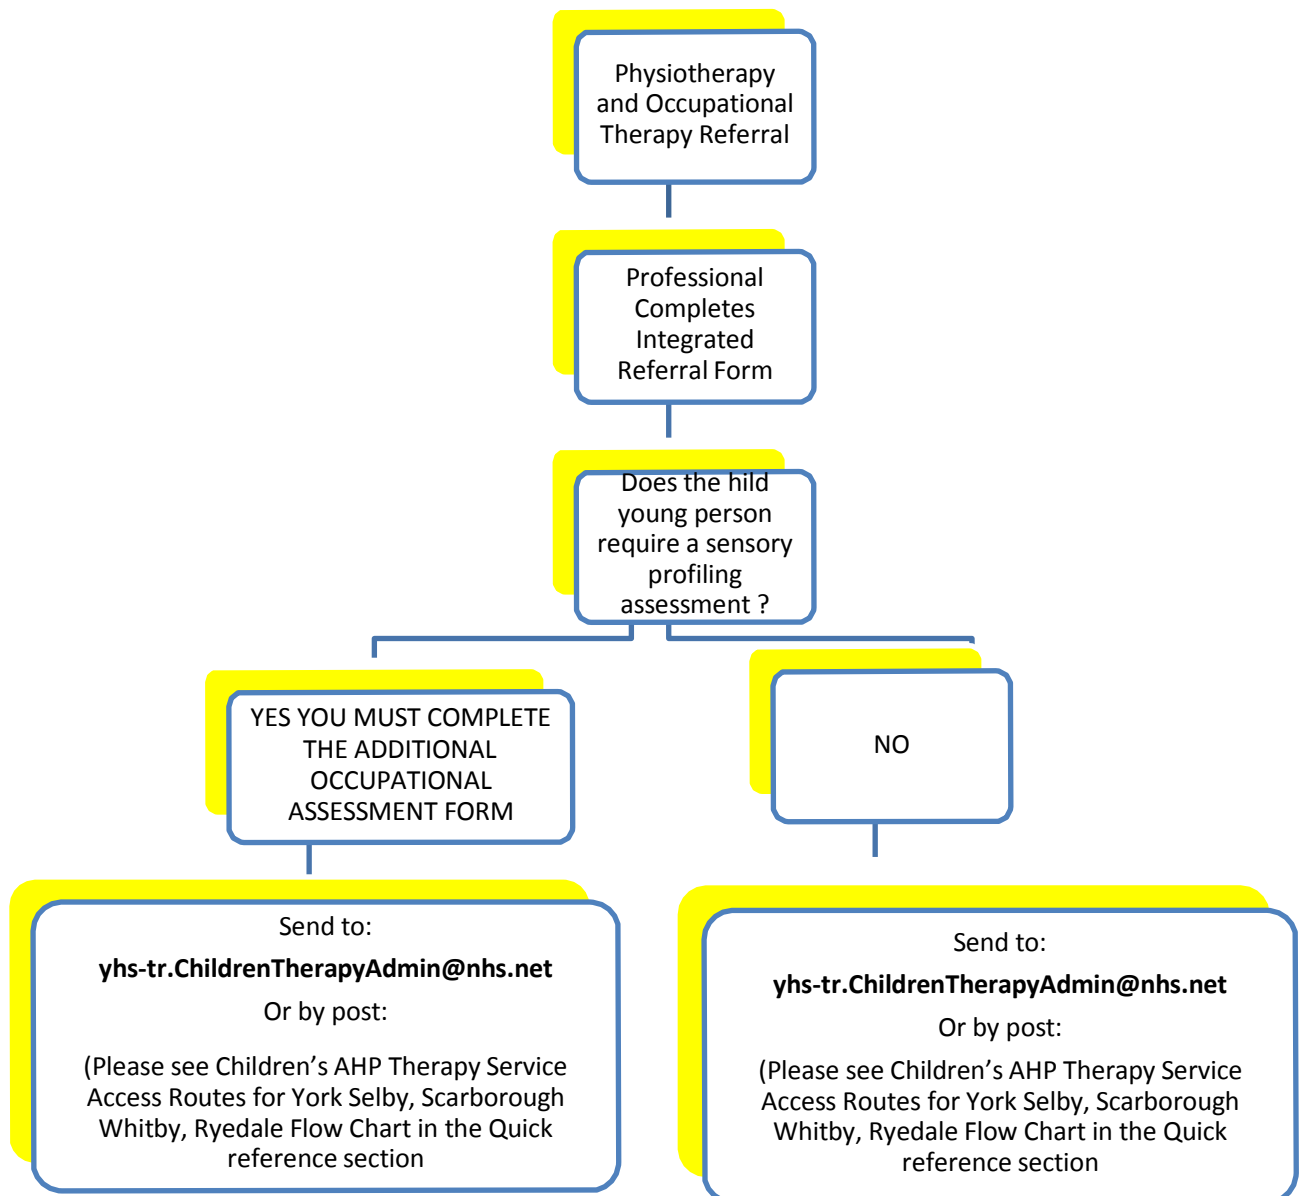 Physiotherapy
and Occupational
Therapy Referral
Professional
Completes
Integrated
Referral Form
Does the hild
young person
require a sensory
profiling
assessment ?
YES YOU MUST COMPLETE
THE ADDITIONAL
OCCUPATIONAL
ASSESSMENT FORM
NO
Send to:
yhs-tr.ChildrenTherapyAdmin@nhs.net
Or by post:
(Please see Children’s AHP Therapy Service
Access Routes for York Selby, Scarborough
Whitby, Ryedale Flow Chart in the Quick
reference section
Send to:
yhs-tr.ChildrenTherapyAdmin@nhs.net
Or by post:
(Please see Children’s AHP Therapy Service
Access Routes for York Selby, Scarborough
Whitby, Ryedale Flow Chart in the Quick
reference section